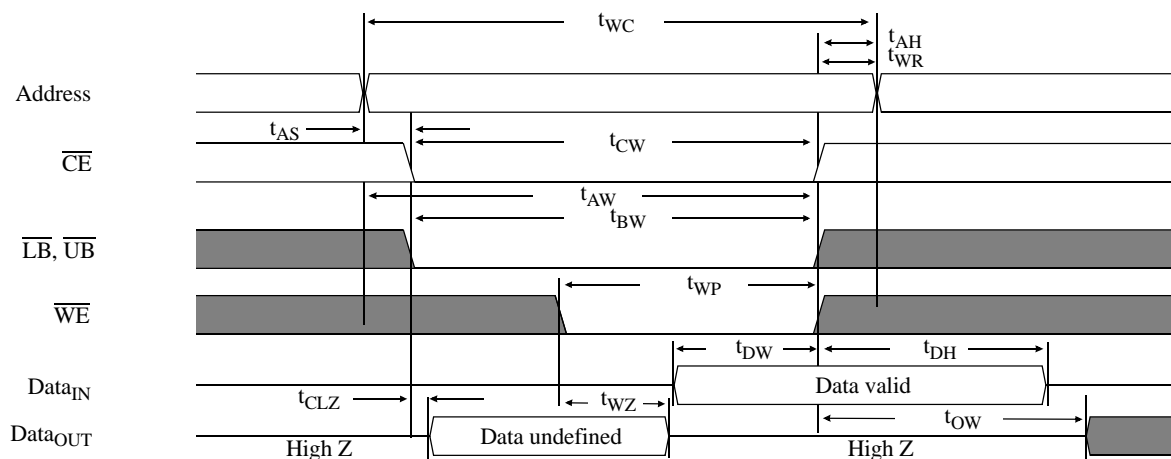 tWC
tAH
tWR
Address
tAS
tCW
CE
tAW
tBW
LB, UB
tWP
WE
tDW
tDH
DataIN
Data valid
tCLZ
tWZ
tOW
DataOUT
High Z
Data undefined
High Z